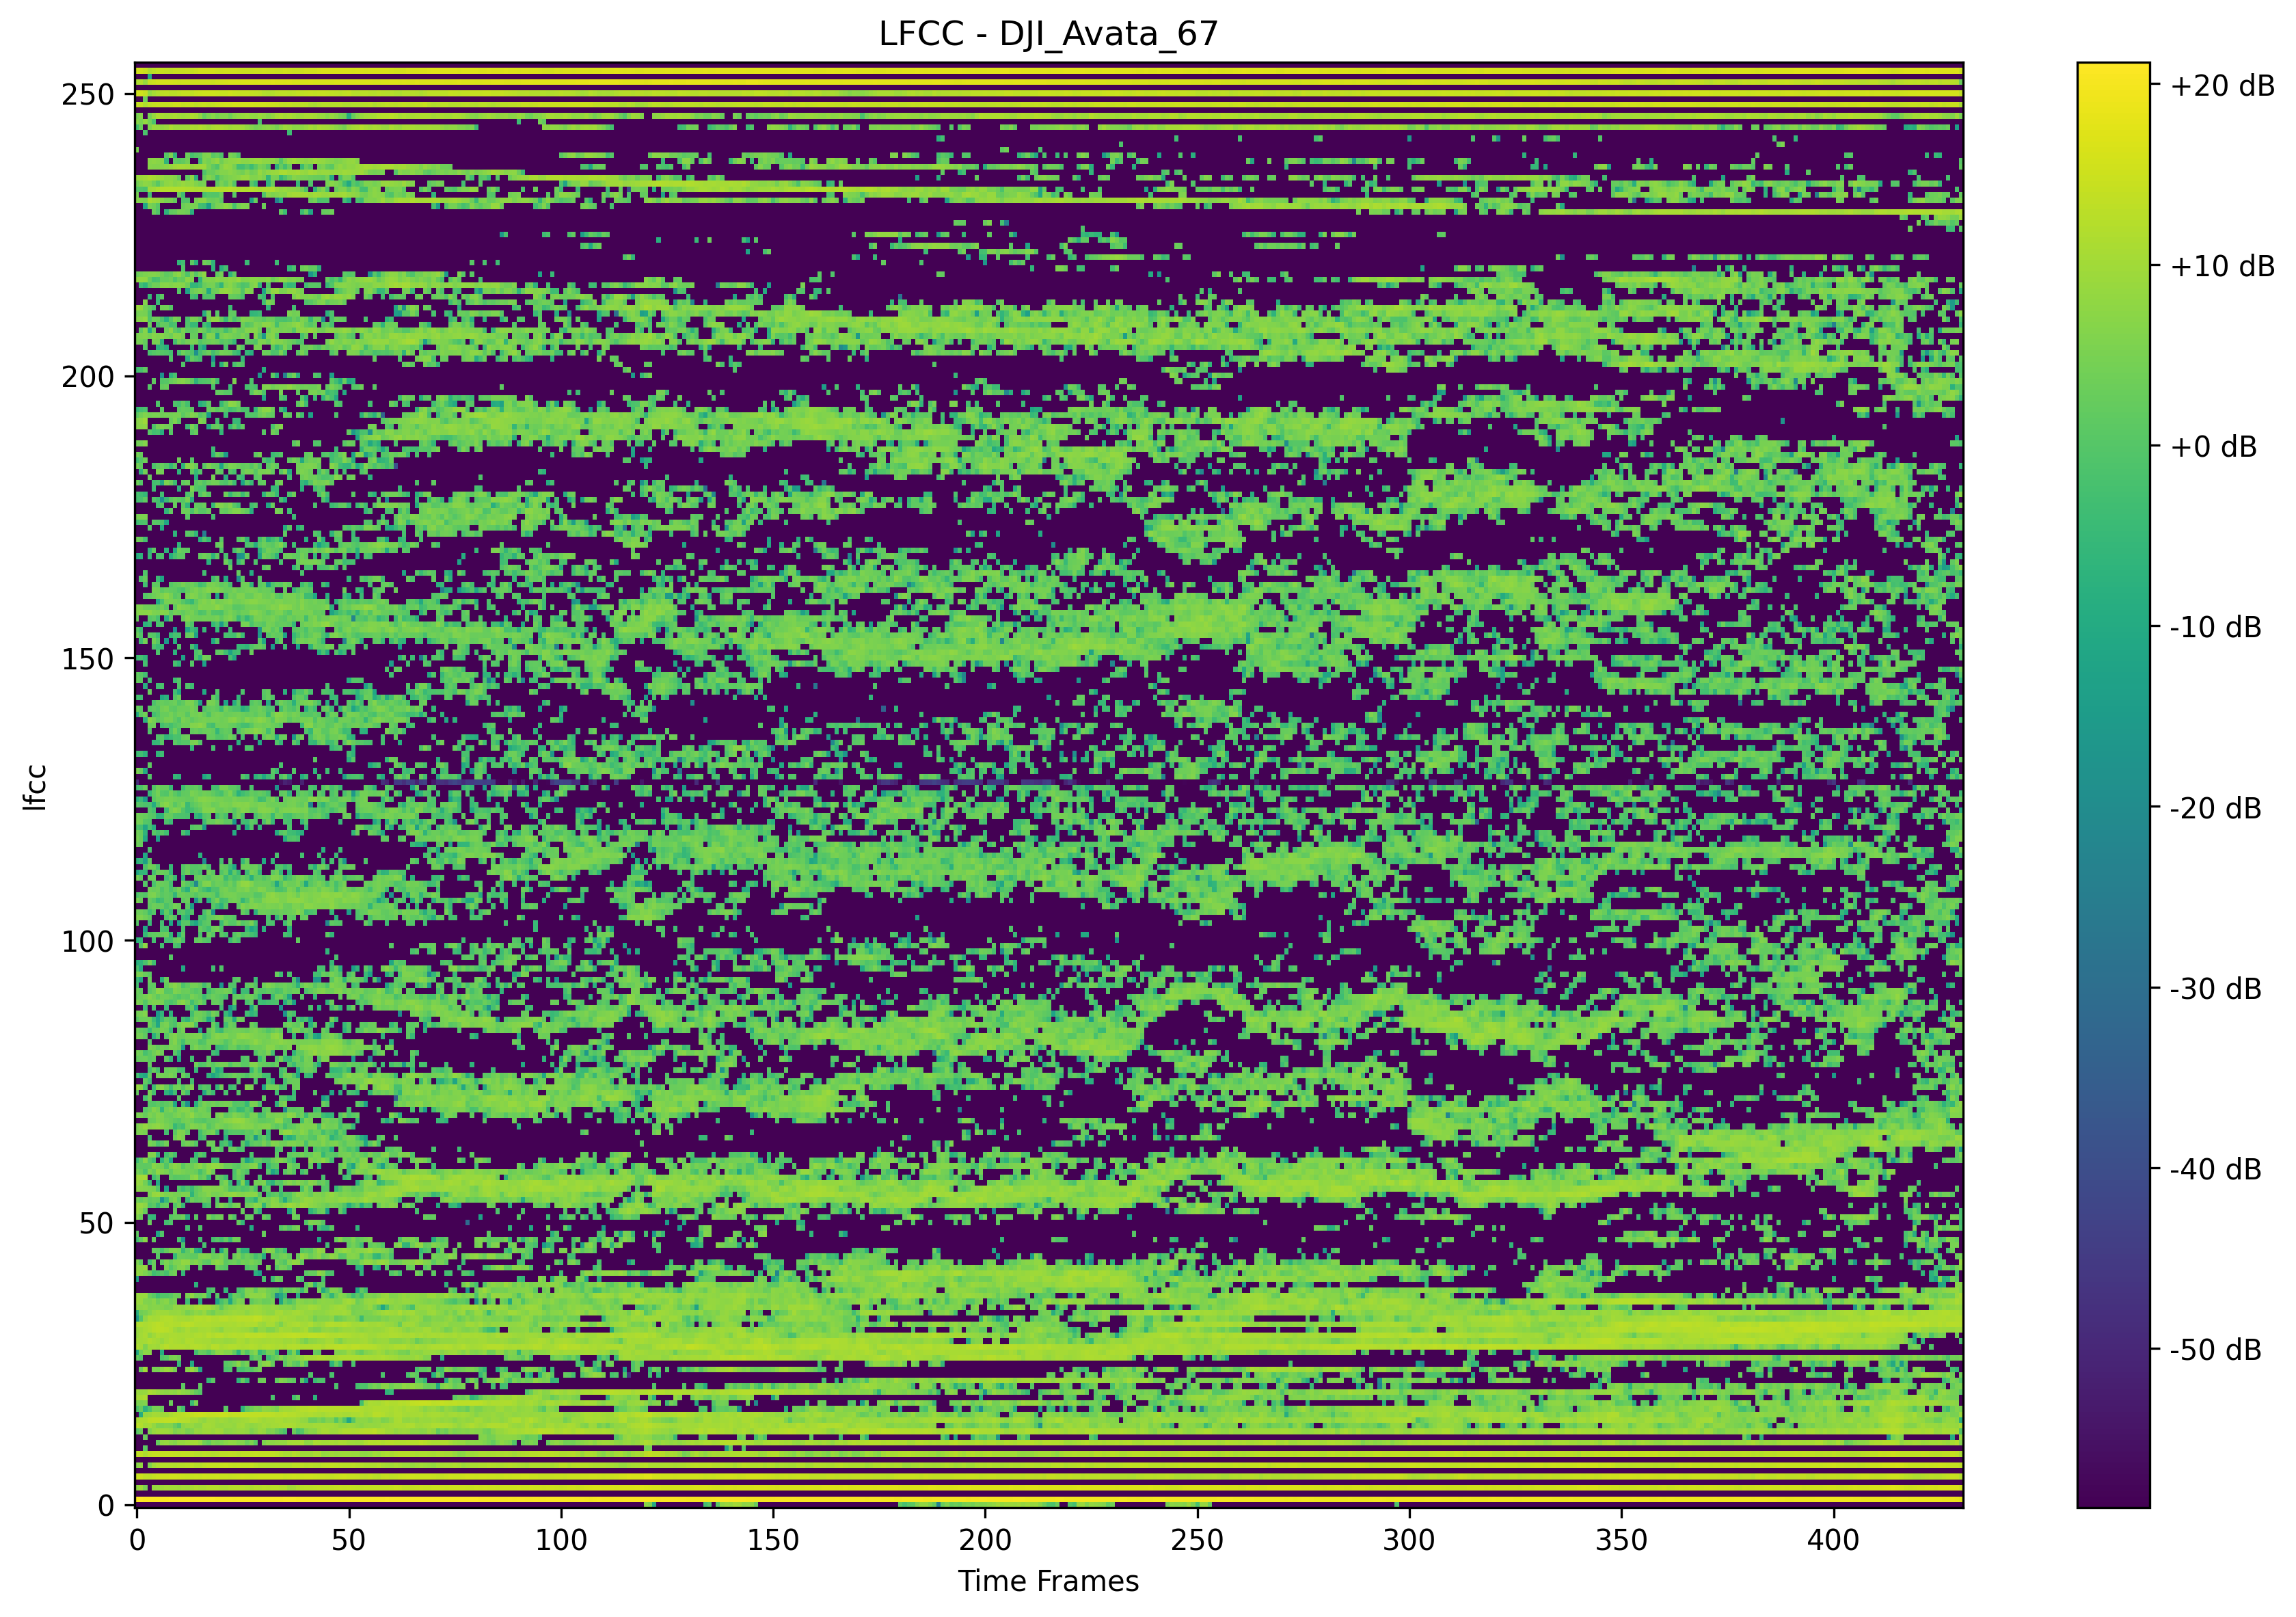 LFCC - DJI_Avata_67
250
200
150
100
50
0
lfcc
0 50 100 150 200 250 300 350 400
Time Frames
+20 dB
+10 dB
+0 dB
-10 dB
-20 dB
-30 dB
-40 dB
-50 dB